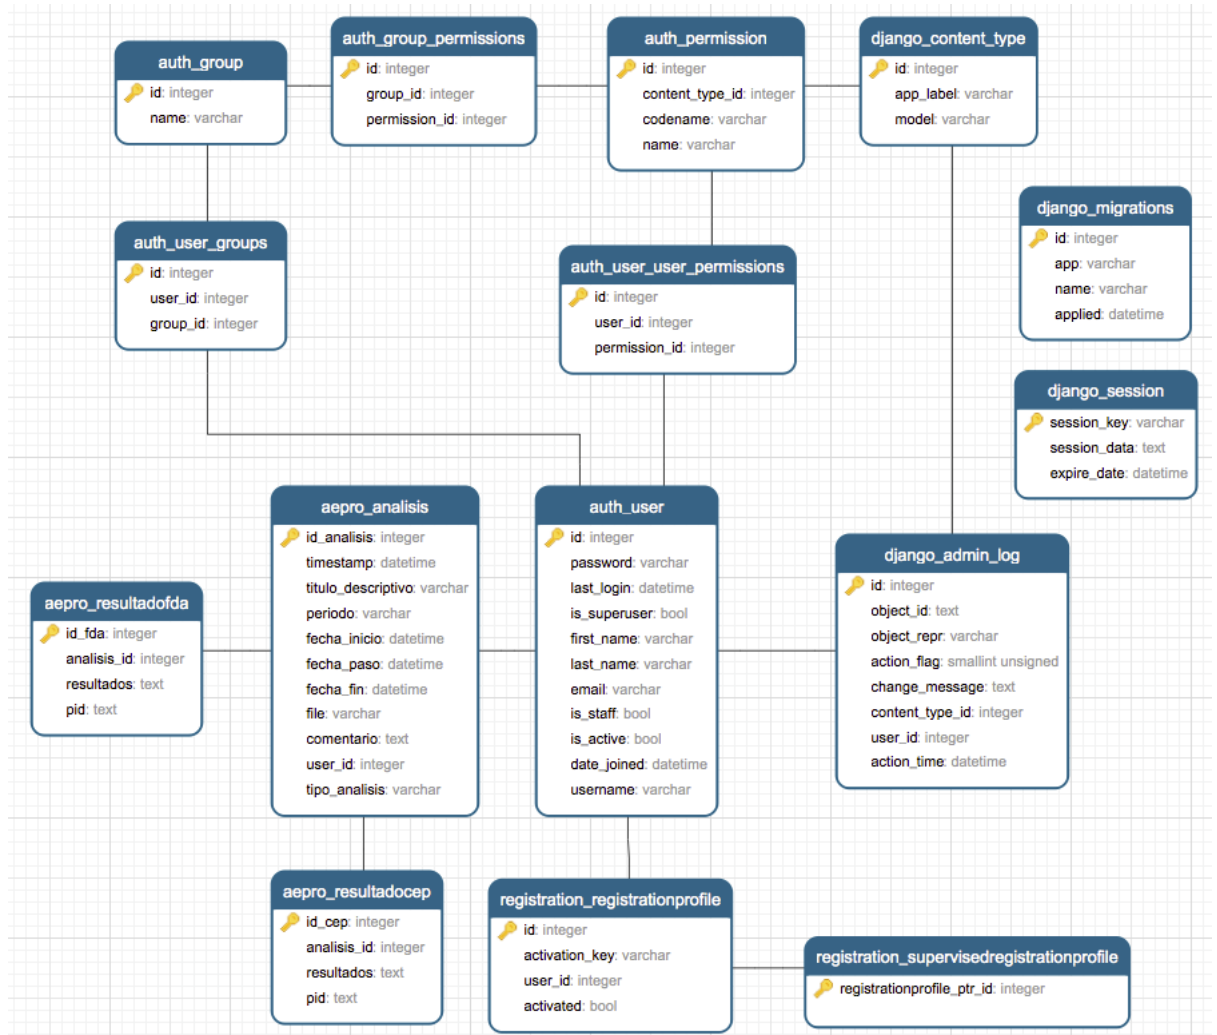 auth_group
id: integer
name: varchar
auth_group_permissions
id: integer
group_id: integer
permission_id: integer
auth_permission
id: integer
content_type_id: integer
codename: varchar
name: varchar
django_content_type
id: integer
app_label: varchar
model: varchar
django_migrations
id: integer
app: varchar
name: varchar
applied: datetime
auth_user_groups
id: integer
user_id: integer
group_id: integer
auth_user_user_permissions
id: integer
user_id: integer
permission_id: integer
django_session
session_key: varchar
session_data: text
expire_date: datetime
aepro_analisis
id_analisis: integer
timestamp: datetime
titulo_descriptivo: varchar
periodo: varchar
fecha_inicio: datetime
fecha_paso: datetime
fecha_fin: datetime
file: varchar
comentario: text
user_id: integer
tipo_analisis: varchar
auth_user
id: integer
password: varchar
last_login: datetime
is_superuser: bool
first_name: varchar
last_name: varchar
email: varchar
is_staff: bool
is_active: bool
date_joined: datetime
username: varchar
django_admin_log
id: integer
object_id: text
object_repr: varchar
action_flag: smallint unsigned
change_message: text
content_type_id: integer
user_id: integer
action_time: datetime
aepro_resultadofda
id_fda: integer
analisis_id: integer
resultados: text
pid: text
aepro_resultadocep
id_cep: integer
analisis_id: integer
resultados: text
pid: text
registration_registrationprofile
id: integer
activation_key: varchar
user_id: integer
activated: bool
registration_supervisedregistrationprofile
registrationprofile_ptr_id: integer